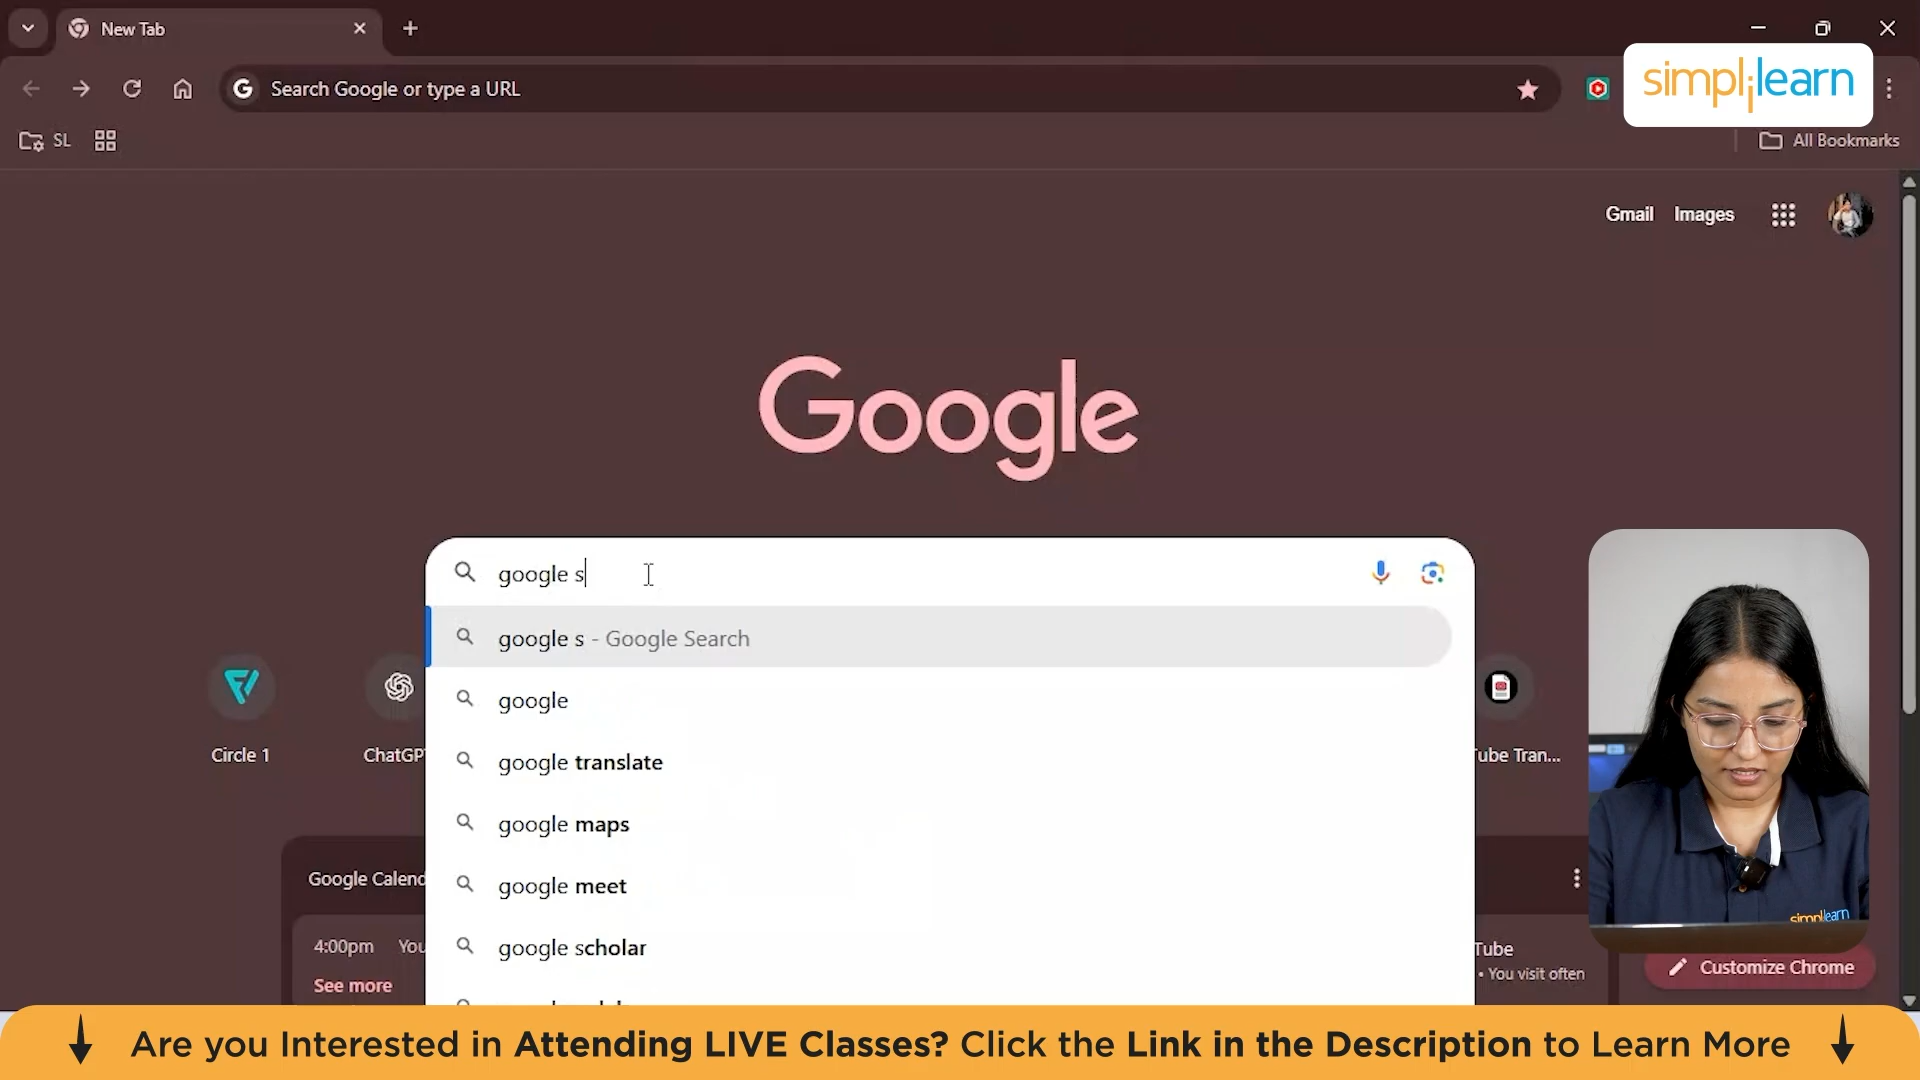 New Tab
simplilearn
Search Google or type a URL
SL
All Bookmarks
Gmail Images
Google
google s
google s - Google Search
google
google translate
google maps
google meet
google scholar
Circle 1
ChatGP
ube Tran...
Google Calend
4:00pm You
See more
Tube
• You visit often
simplilearn
Customize Chrome
Are you Interested in Attending LIVE Classes? Click the Link in the Description to Learn More